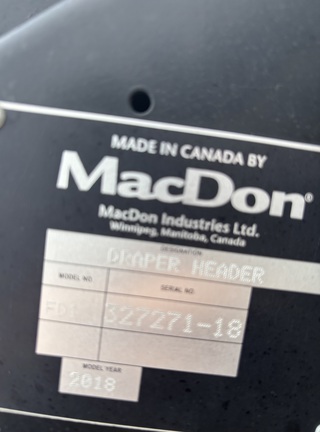 MADE IN CANADA BY
MacDon®
MacDon Industries Ltd.
Winnipeg, Manitoba, Canada
DESIGNATION
DRAPER HEADER
MODEL NO.
SERIAL NO.
327271-18
MODEL YEAR
2018